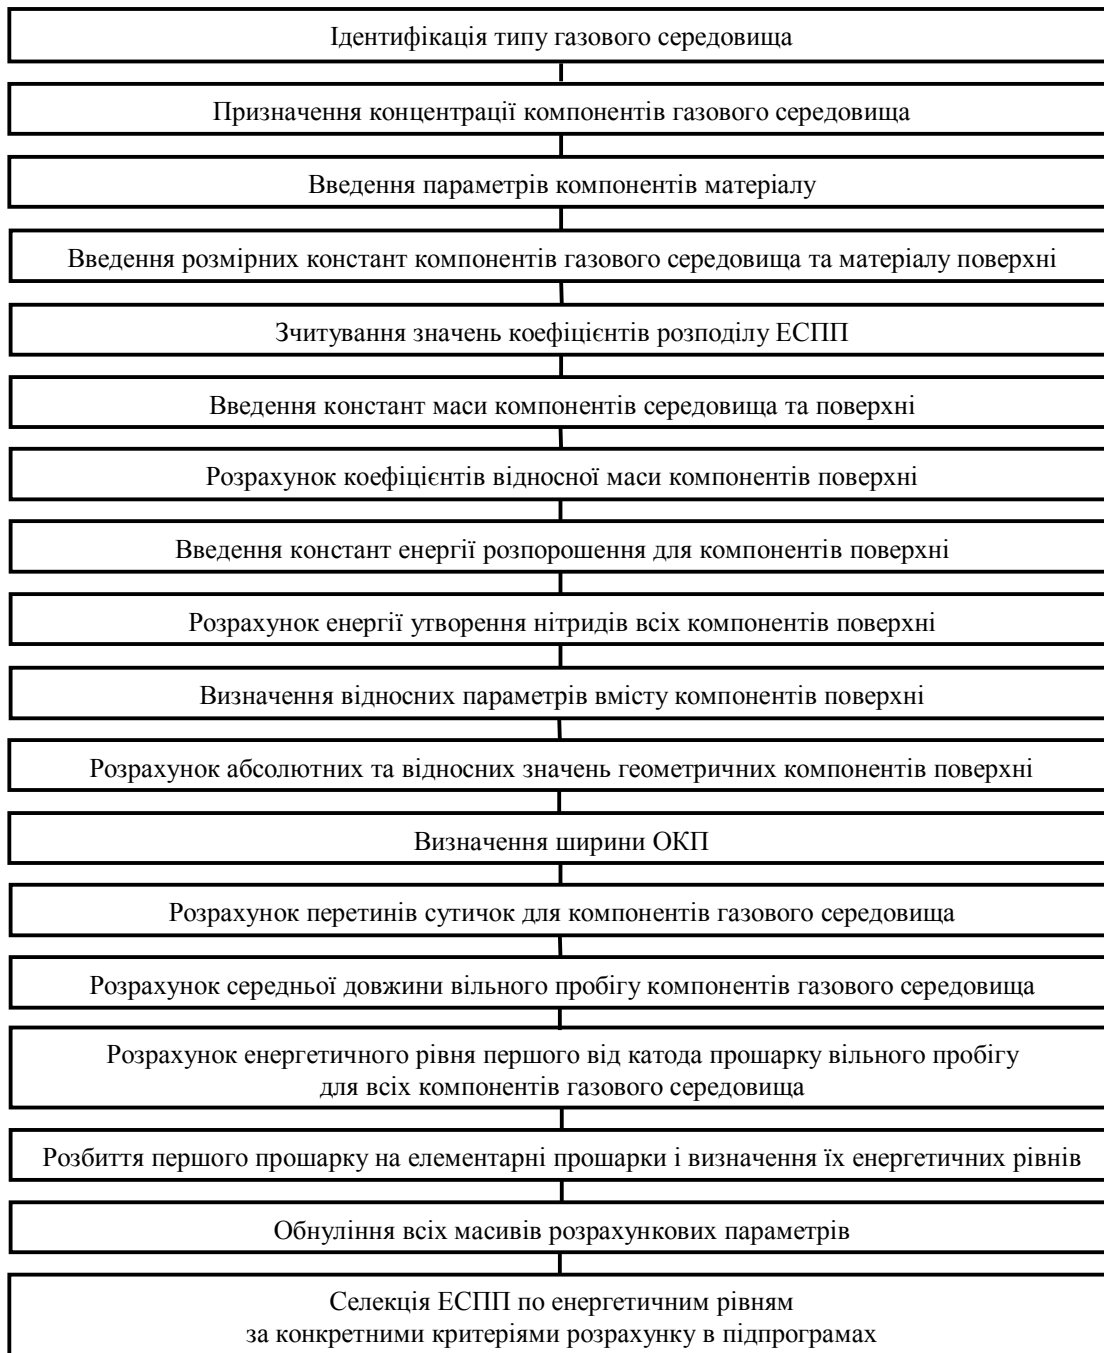 Ідентифікація типу газового середовища
Призначення концентрації компонентів газового середовища
Введення параметрів компонентів матеріалу
Введення розмірних констант компонентів газового середовища та матеріалу поверхні
Зчитування значень коефіцієнтів розподілу ЕСПП
Введення констант маси компонентів середовища та поверхні
Розрахунок коефіцієнтів відносної маси компонентів поверхні
Введення констант енергії розпорошення для компонентів поверхні
Розрахунок енергії утворення нітридів всіх компонентів поверхні
Визначення відносних параметрів вмісту компонентів поверхні
Розрахунок абсолютних та відносних значень геометричних компонентів поверхні
Визначення ширини ОКП
Розрахунок перетинів сутичок для компонентів газового середовища
Розрахунок середньої довжини вільного пробігу компонентів газового середовища
Розрахунок енергетичного рівня першого від катода прошарку вільного пробігу
для всіх компонентів газового середовища
Розбиття першого прошарку на елементарні прошарки і визначення їх енергетичних рівнів
Обнуління всіх масивів розрахункових параметрів
Селекція ЕСПП по енергетичним рівням
за конкретними критеріями розрахунку в підпрограмах